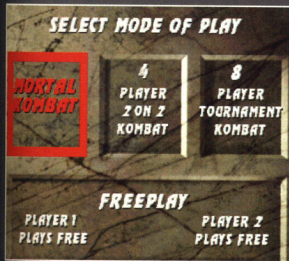 SELECT MODE OF PLAY
MORTAL
KOMBAT
4
PLAYER
2 ON 2
KOMBAT
8
PLAYER
TOURNAMENT
KOMBAT
FREEPLAY
PLAYER 1
PLAYS FREE
PLAYER 2
PLAYS FREE